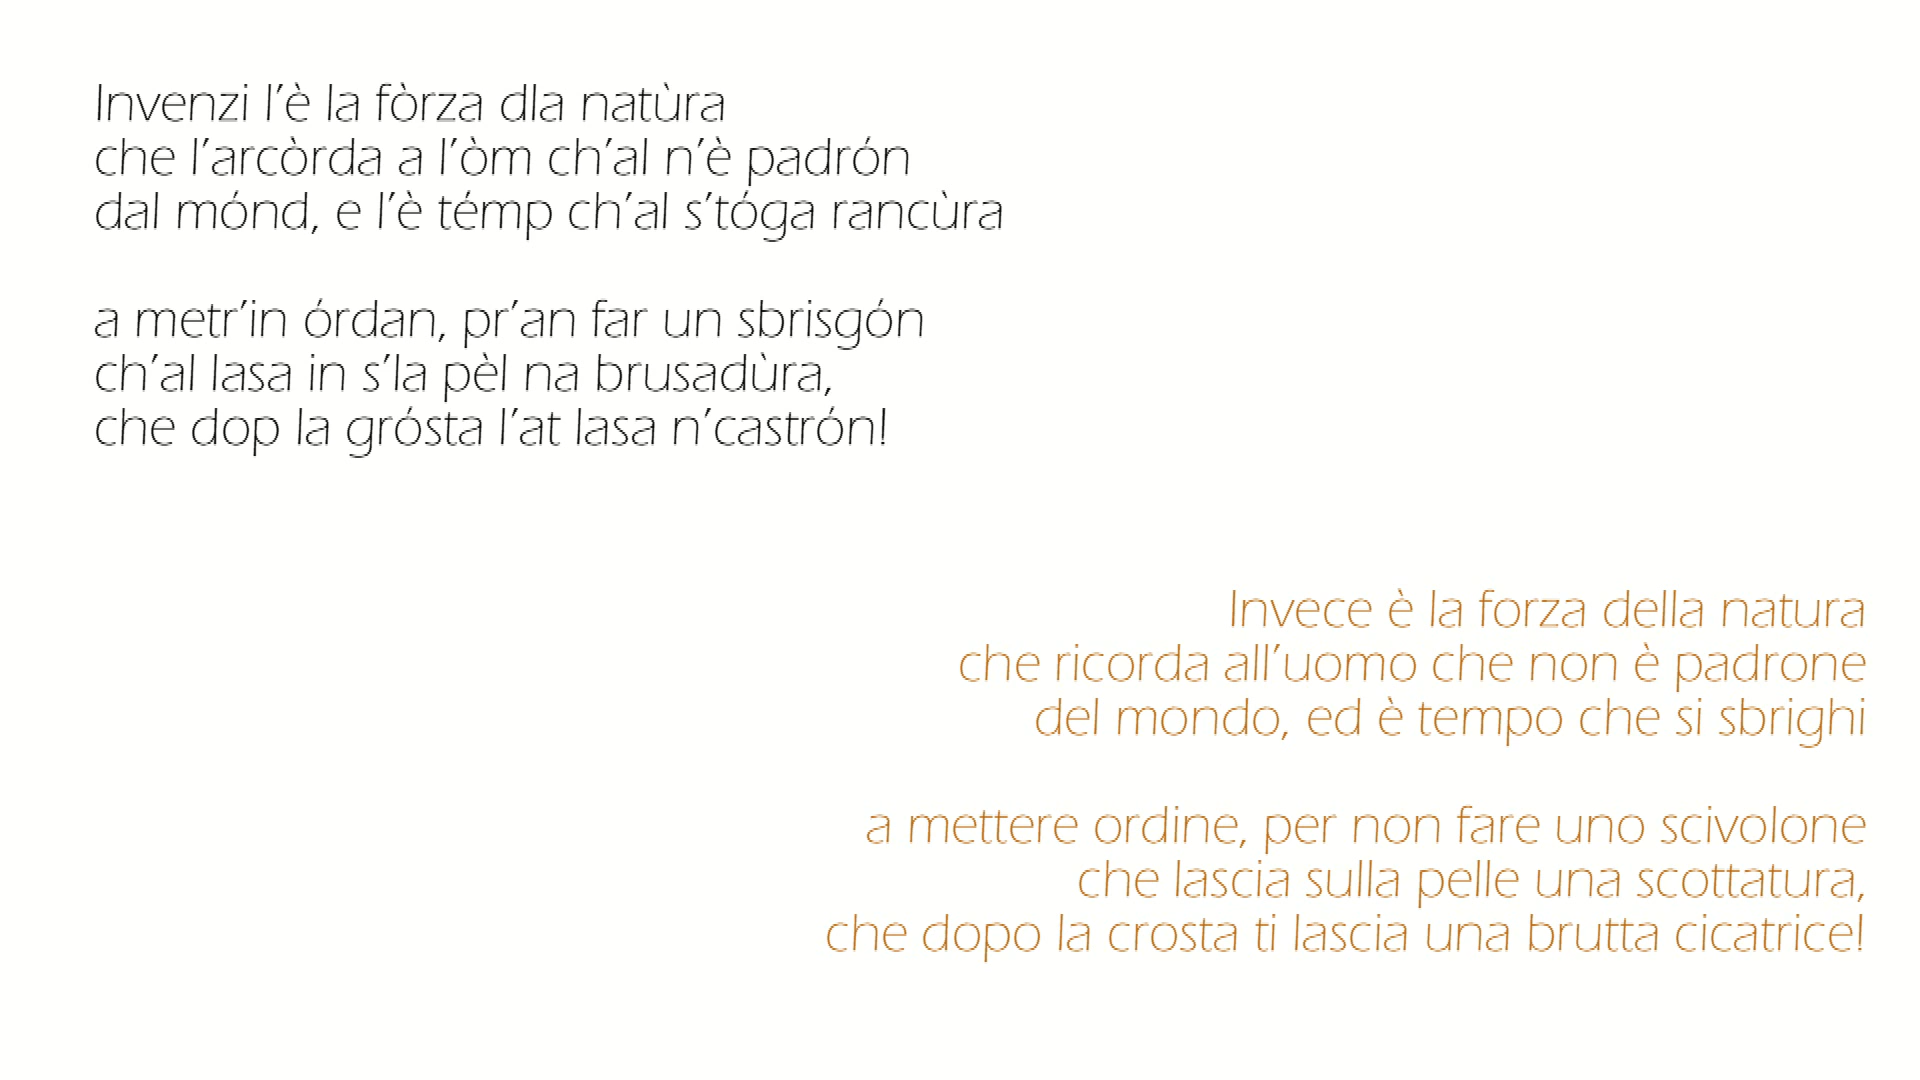 Invenzi l’è la fòrza dla natùra
che l’arcòrda a l’òm ch’al n’è padrón
dal mónd, e l’è témp ch’al s’tóga rancùra
a metr’in órdan, pr’an far un sbrisgón
ch’al lasa in s’la pèl na brusadùra,
che dop la grósta l’at lasa n’castrón!
Invece è la forza della natura
che ricorda all’uomo che non è padrone
del mondo, ed è tempo che si sbrighi
a mettere ordine, per non fare uno scivolone
che lascia sulla pelle una scottatura,
che dopo la crosta ti lascia una brutta cicatrice!